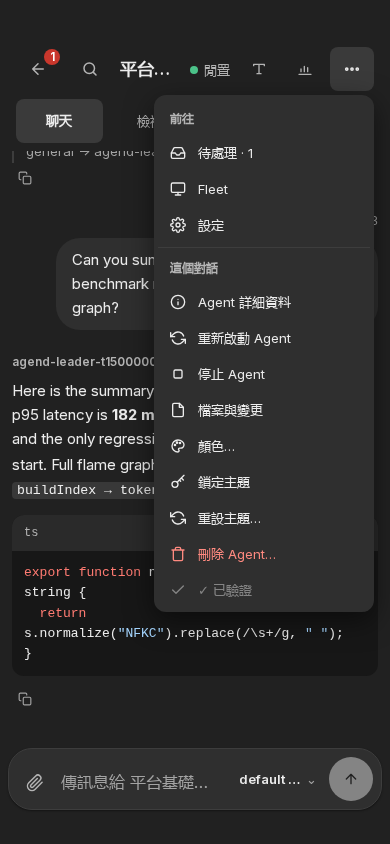 1
平台… 閒置
聊天
前往
general → agend-lea
待處理 · 1
Fleet
設定
這個對話
Can you sun
benchmark
graph?
Agent 詳細資料
重新啟動 Agent
agend-leader-t1500000
停止 Agent
Here is the summary
檔案與變更
p95 latency is 182 m
and the only regressi
顏色…
start. Full flame graph
鎖定主題
buildIndex → token
重設主題…
ts
刪除 Agent…
export function
✓ 已驗證
string {
return
s.normalize("NFKC").replace(/\s+/g, " ");
}
傳訊息給 平台基礎… default …